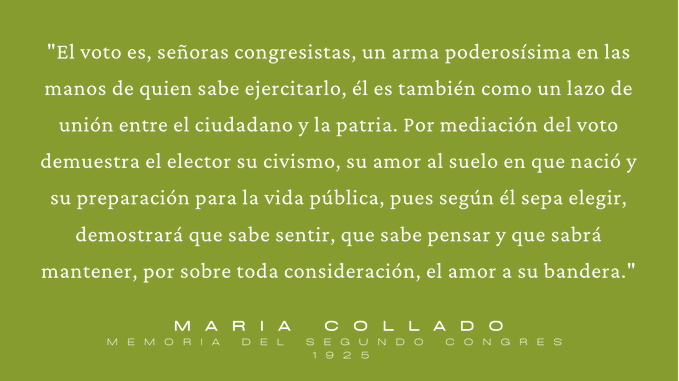 "El voto es, señoras congresistas, un arma poderosísima en las
manos de quien sabe ejercitarlo, él es también como un lazo de
unión entre el ciudadano y la patria. Por mediación del voto
demuestra el elector su civismo, su amor al suelo en que nació y
su preparación para la vida pública, pues según él sepa elegir,
demostrará que sabe sentir, que sabe pensar y que sabrá
mantener, por sobre toda consideración, el amor a su bandera."
MARIA COLLADO
MEMORIA DEL SEGUNDO CONGRES
1925